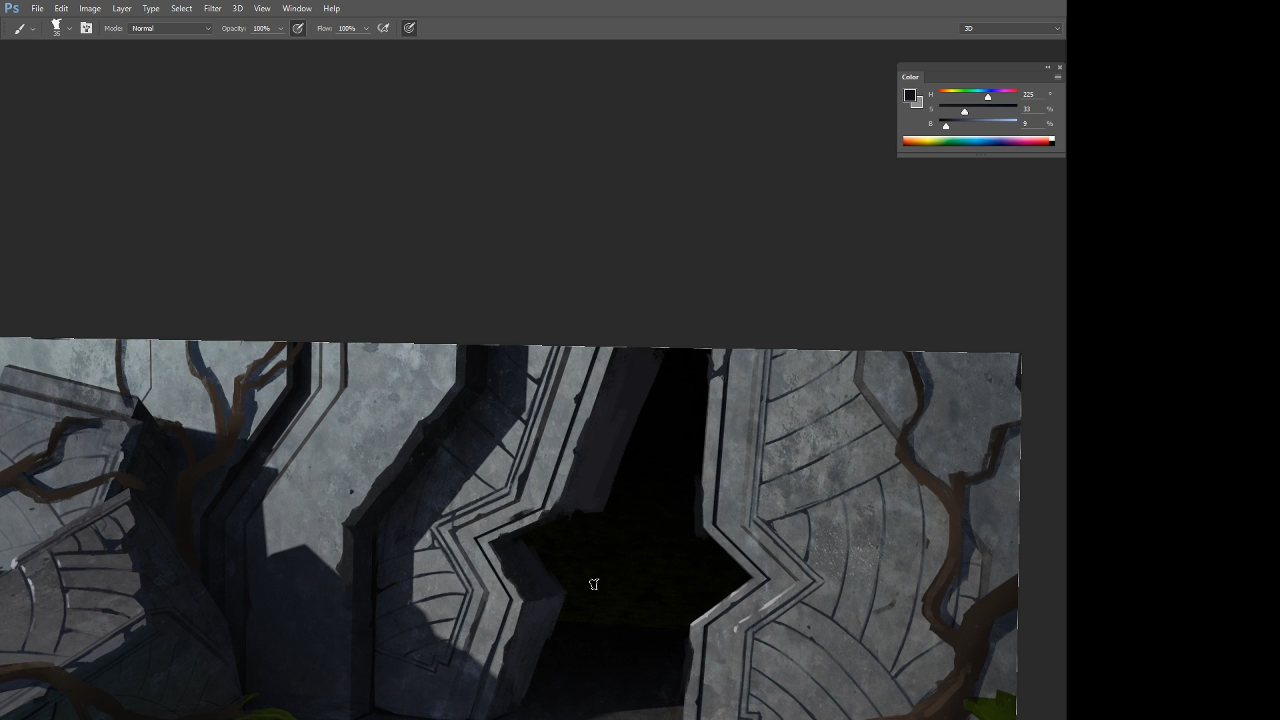 Ps File Edit Image Layer Type Select Filter 3D View Window Help
35 Mode: Normal Opacity: 100% Flow: 100% 3D
Color
H 225 °
S 33 %
B 9 %